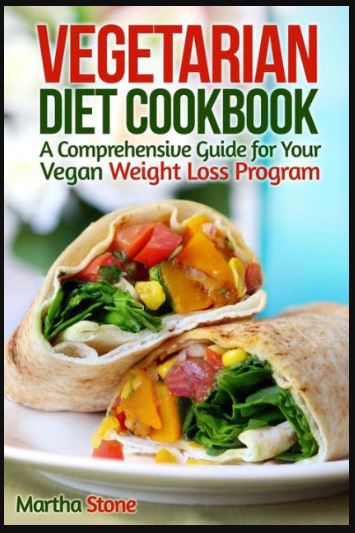 VEGETARIAN
DIET COOKBOOK
A Comprehensive Guide for Your
Vegan Weight Loss Program
Martha Stone